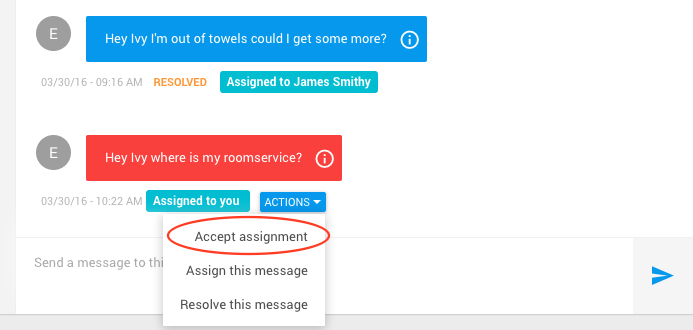 E
Hey Ivy I'm out of towels could I get some more?
03/30/16 - 09:16 AM RESOLVED Assigned to James Smithy
E
Hey Ivy where is my roomservice?
03/30/16 - 10:22 AM Assigned to you ACTIONS
Accept assignment
Send a message to thi
Assign this message
Resolve this message